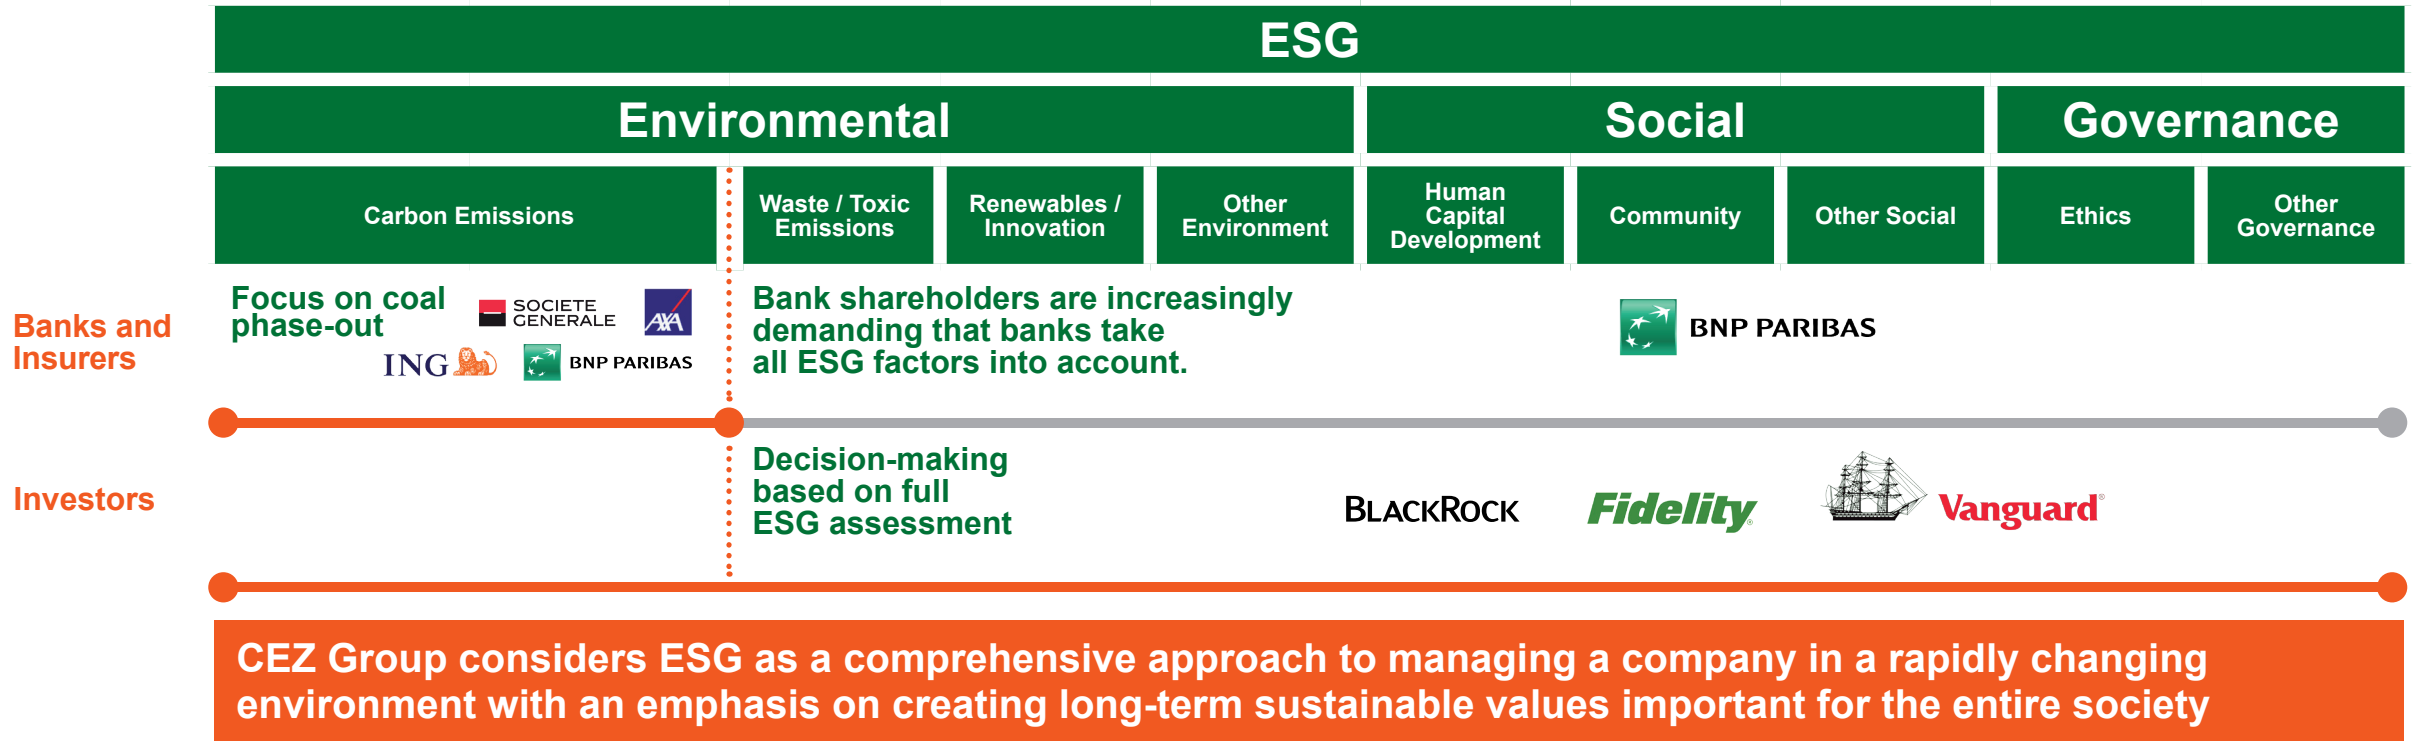 ESG
Environmental
Social
Governance
Carbon Emissions
Waste / Toxic
Emissions
Renewables /
Innovation
Other
Environment
Human
Capital
Development
Community
Other Social
Ethics
Other
Governance
Banks and
Insurers
Focus on coal
phase-out
SOCIETE
GENERALE
AXA
ING
BNP PARIBAS
Bank shareholders are increasingly
demanding that banks take
all ESG factors into account.
BNP PARIBAS
Investors
Decision-making
based on full
ESG assessment
BLACKROCK
Fidelity®
Vanguard®
CEZ Group considers ESG as a comprehensive approach to managing a company in a rapidly changing
environment with an emphasis on creating long-term sustainable values important for the entire society